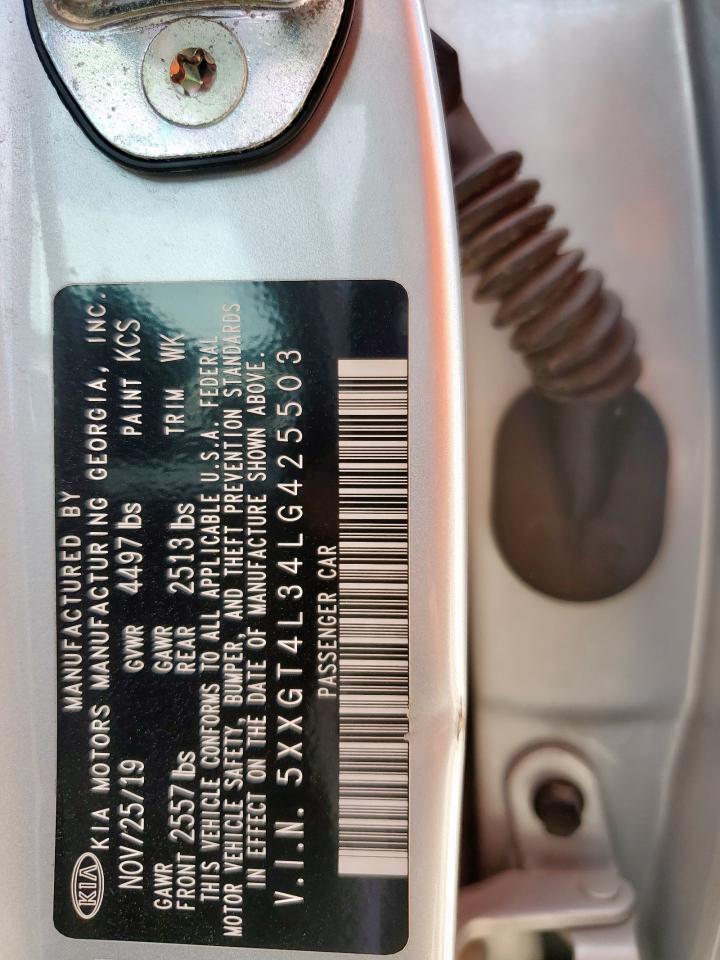 MANUFACTURED BY
KIA KIA MOTORS MANUFACTURING GEORGIA, INC.
NOV/25/19 GVWR 4497 lbs PAINT KCS
GAWR GAWR
FRONT 2557 lbs REAR 2513 lbs TRIM WK
THIS VEHICLE CONFORMS TO ALL APPLICABLE U.S.A. FEDERAL
MOTOR VEHICLE SAFETY, BUMPER, AND THEFT PREVENTION STANDARDS
IN EFFECT ON THE DATE OF MANUFACTURE SHOWN ABOVE.
V.I.N. 5XXGT4L34LG425503
PASSENGER CAR